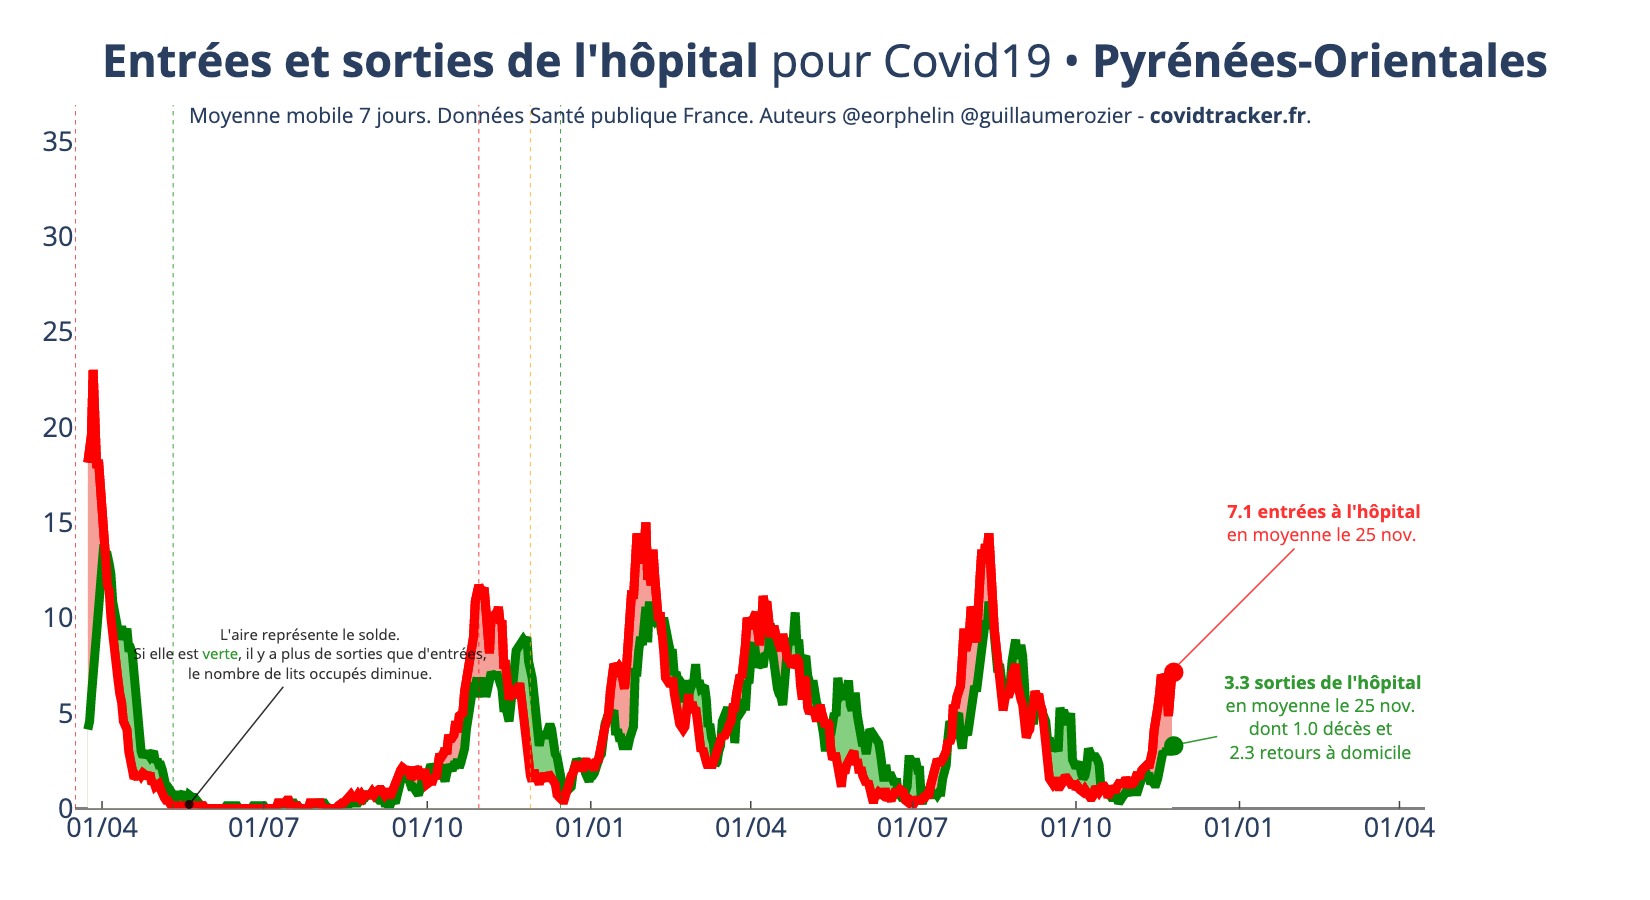 Entrées et sorties de l'hôpital pour Covid19 • Pyrénées-Orientales
Moyenne mobile 7 jours. Données Santé publique France. Auteurs @eorphelin @guillaumerozier - covidtracker.fr.
35
30
25
20
15
10
5
0
L'aire représente le solde.
Si elle est verte, il y a plus de sorties que d'entrées,
le nombre de lits occupés diminue.
7.1 entrées à l'hôpital
en moyenne le 25 nov.
3.3 sorties de l'hôpital
en moyenne le 25 nov.
dont 1.0 décès et
2.3 retours à domicile
01/04 01/07 01/10 01/01 01/04 01/07 01/10 01/01 01/04